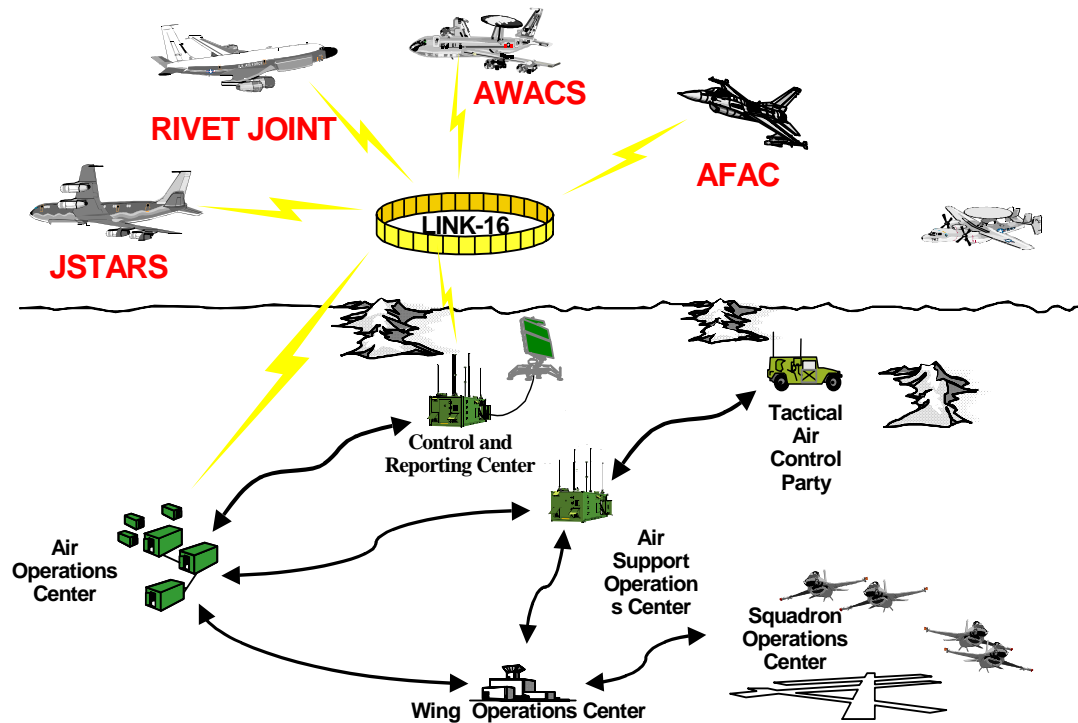 AWACS
RIVET JOINT
AFAC
LINK-16
JSTARS
Tactical
Air
Control
Party
Control and
Reporting Center
Air
Operations
Center
Air
Support
Operation
s Center
Squadron
Operations
Center
Wing Operations Center